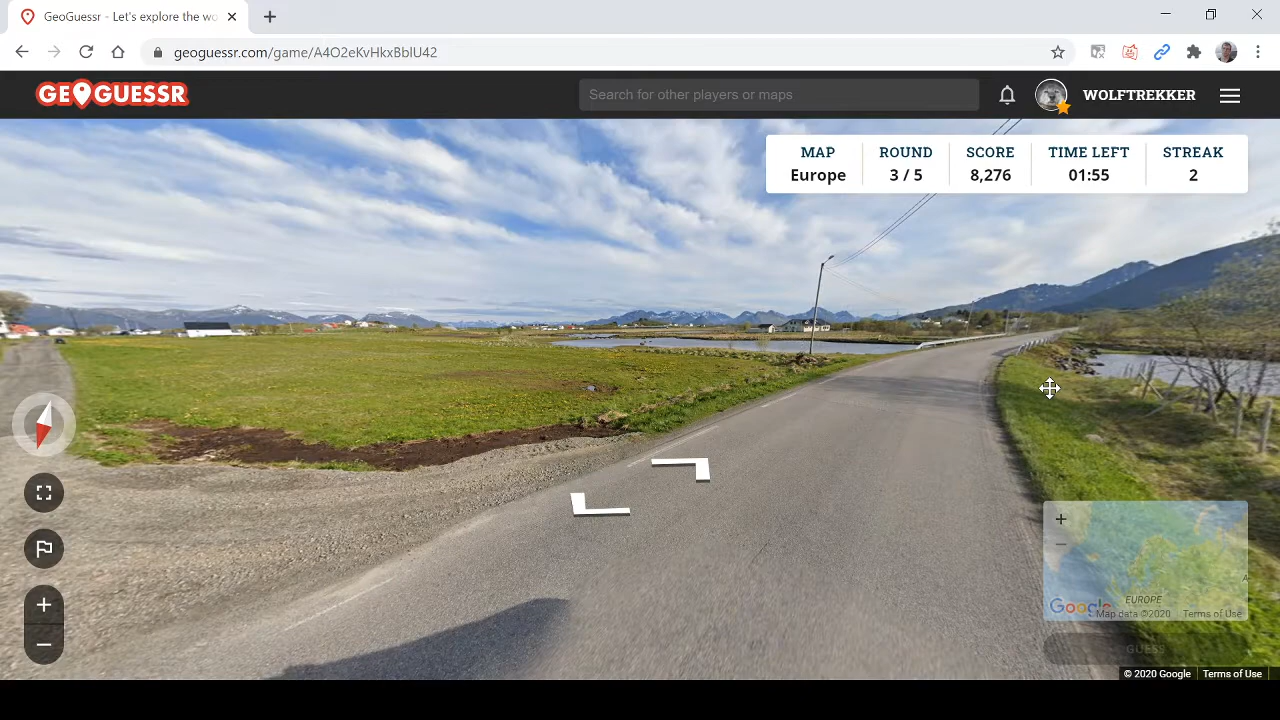 GeoGuessr - Let's explore the wo
geoguessr.com/game/A4O2eKvHkxBblU42
GEOGUESSR
Search for other players or maps
WOLFTREKKER
MAP ROUND SCORE TIME LEFT STREAK
Europe 3 / 5 8,276 01:55 2
EUROPE
Google Map data ©2020 Terms of Use
GUESS
© 2020 Google Terms of Use